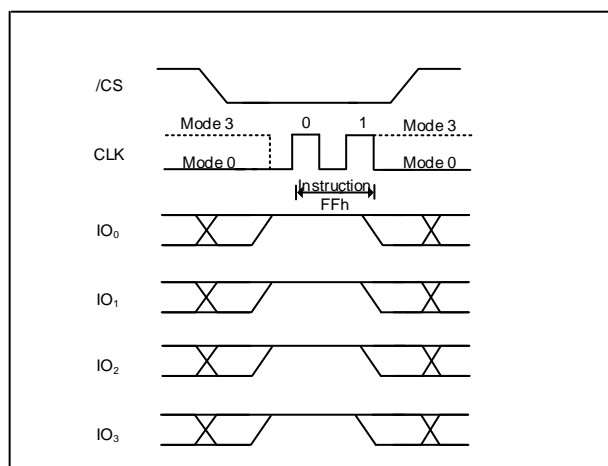 /CS
Mode 3 0 1 Mode 3
CLK
Mode 0 Mode 0
Instruction
FFh
IO₀
IO₁
IO₂
IO₃